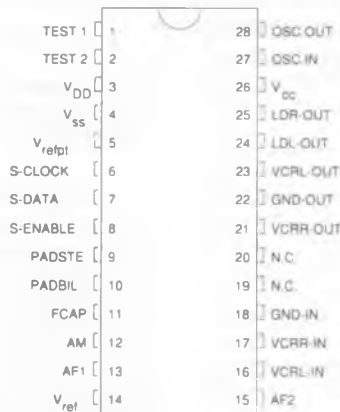 TEST 1 1 28 OSC OUT
TEST 2 2 27 OSC IN
VDD 3 26 Vcc
Vss 4 25 LDR-OUT
Vrefpt 5 24 LDL-OUT
S-CLOCK 6 23 VCRL-OUT
S-DATA 7 22 GND-OUT
S-ENABLE 8 21 VCRR-OUT
PADSTE 9 20 N.C.
PADBIL 10 19 N.C.
FCAP 11 18 GND-IN
AM 12 17 VCRR-IN
AF1 13 16 VCRL-IN
Vref 14 15 AF2